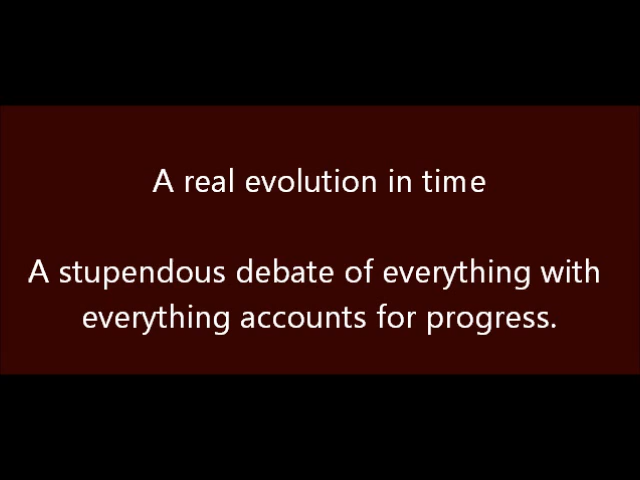 A real evolution in time
A stupendous debate of everything with
everything accounts for progress.